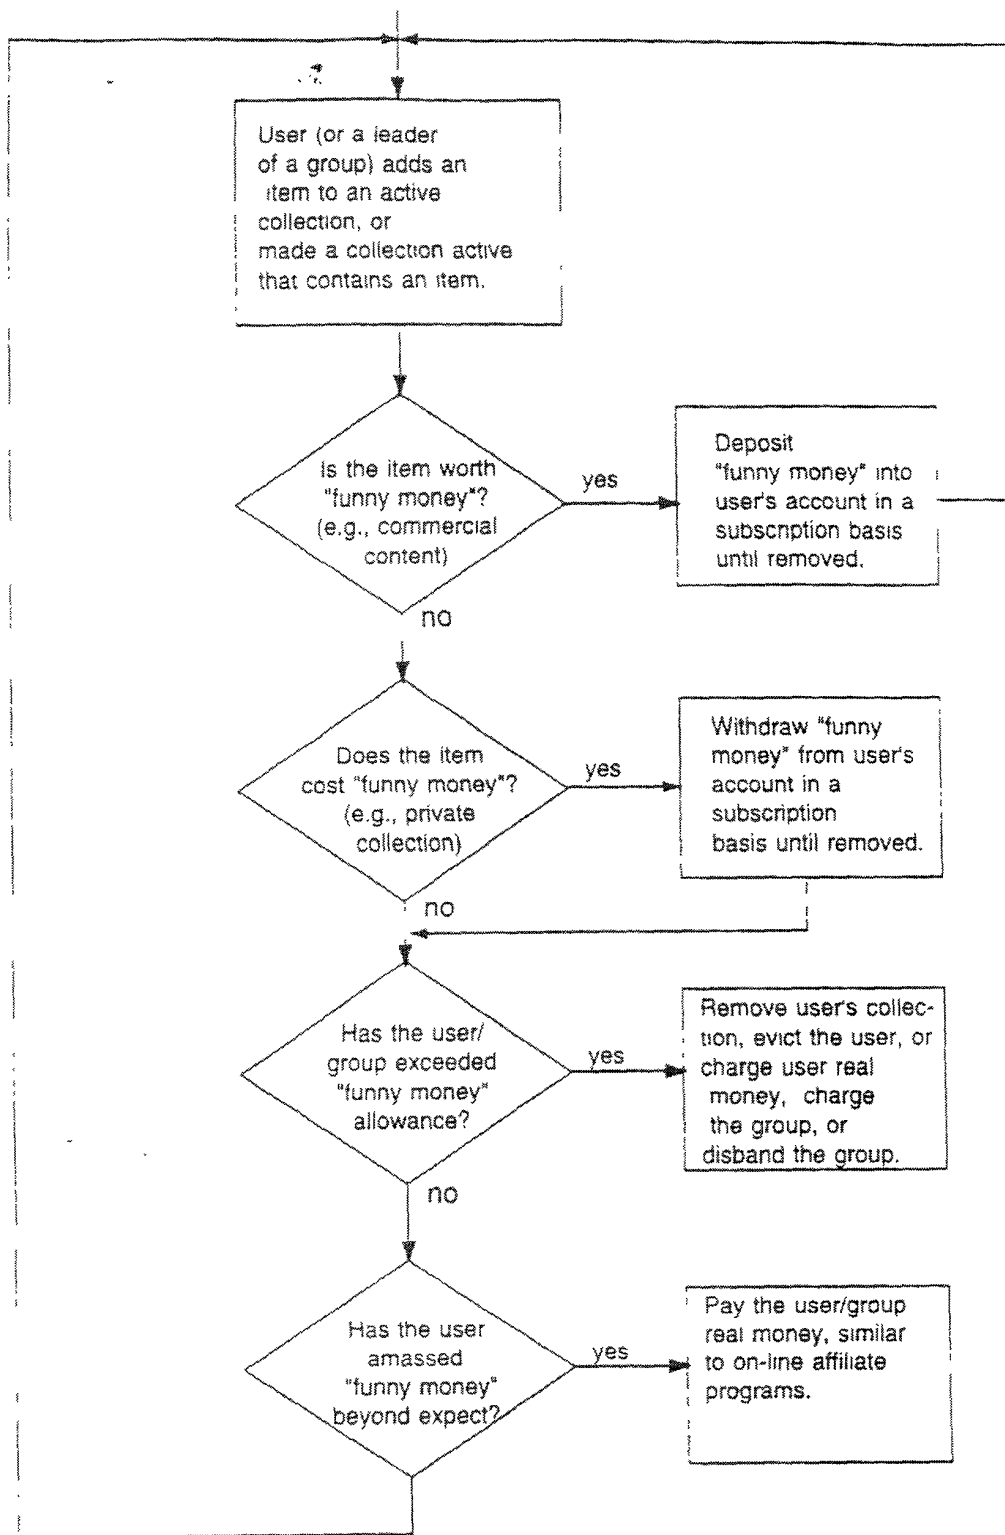 User (or a leader
of a group) adds an
item to an active
collection, or
made a collection active
that contains an item.
Is the item worth
"funny money"?
(e.g., commercial
content)
yes
Deposit
"funny money" into
user's account in a
subscription basis
until removed.
no
Does the item
cost "funny money"?
(e.g., private
collection)
yes
Withdraw "funny
money" from user's
account in a
subscription
basis until removed.
no
Has the user/
group exceeded
"funny money"
allowance?
yes
Remove user's collec-
tion, evict the user, or
charge user real
money, charge
the group, or
disband the group.
no
Has the user
amassed
"funny money"
beyond expect?
yes
Pay the user/group
real money, similar
to on-line affiliate
programs.